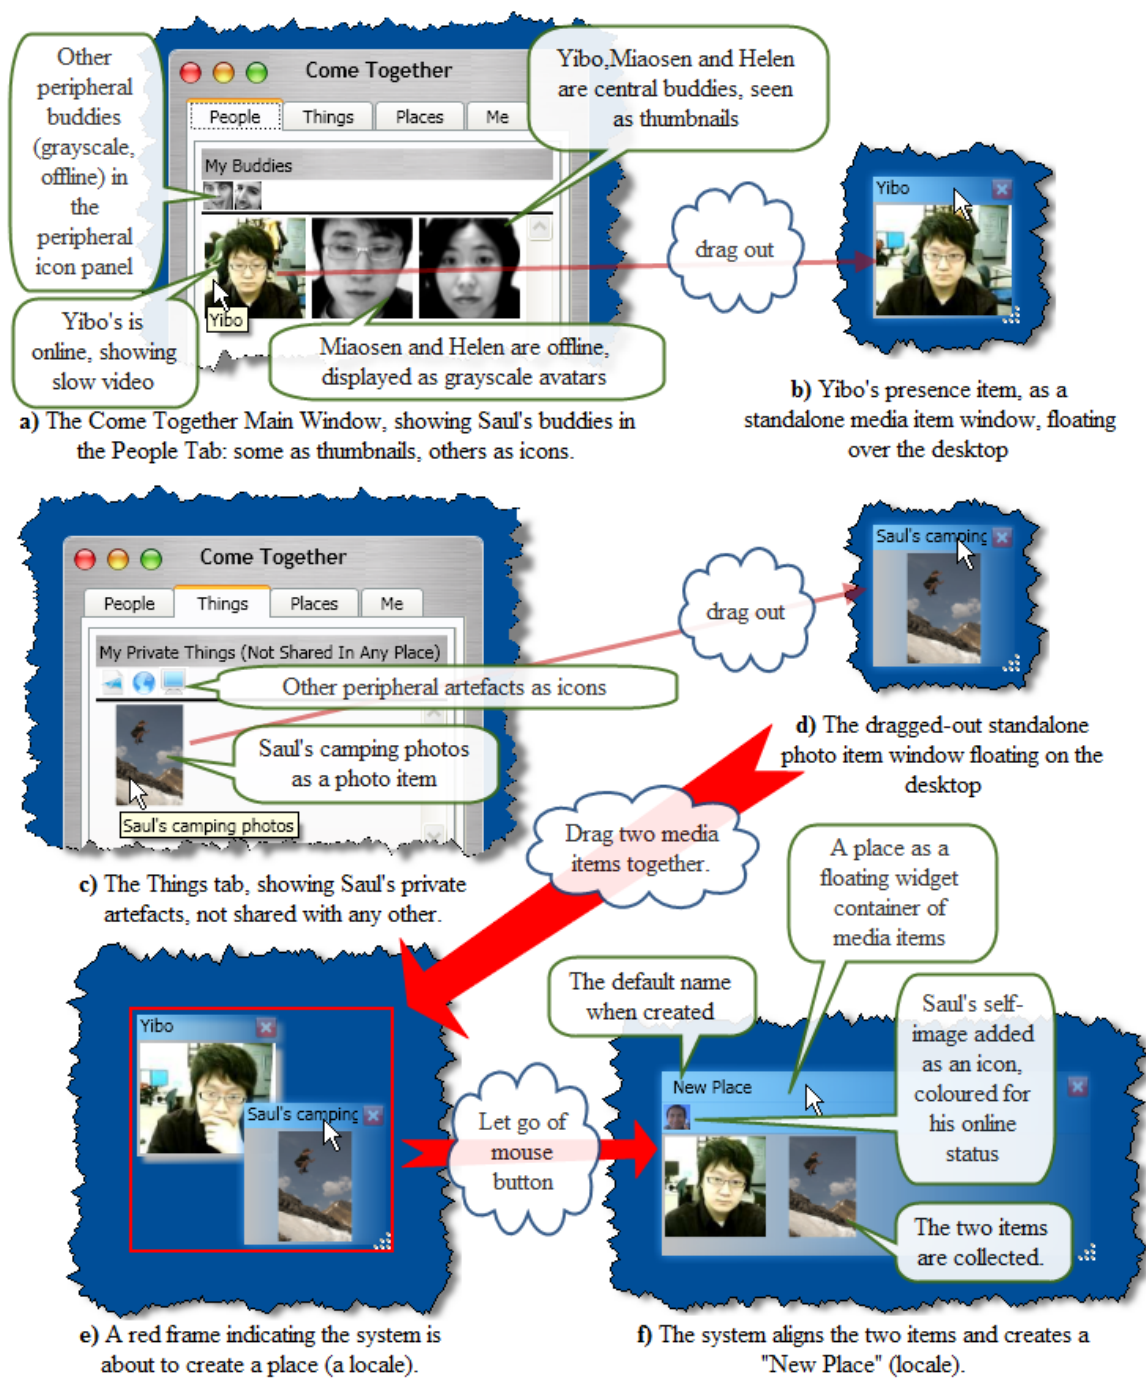 Other
peripheral
buddies
(grayscale,
offline) in
the
peripheral
icon panel
Come Together
People
Things
Places
Me
My Buddies
Yibo
Yibo,Miaosen and Helen
are central buddies, seen
as thumbnails
Yibo's is
online, showing
slow video
Miaosen and Helen are offline,
displayed as grayscale avatars
drag out
Yibo
a) The Come Together Main Window, showing Saul's buddies in
the People Tab: some as thumbnails, others as icons.
b) Yibo's presence item, as a
standalone media item window, floating
over the desktop
Come Together
People
Things
Places
Me
My Private Things (Not Shared In Any Place)
Other peripheral artefacts as icons
Saul's camping photos
as a photo item
Saul's camping photos
drag out
Saul's camping
c) The Things tab, showing Saul's private
artefacts, not shared with any other.
d) The dragged-out standalone
photo item window floating on the
desktop
Drag two media
items together.
Yibo
Saul's camping
Let go of
mouse
button
The default name
when created
A place as a
floating widget
container of
media items
Saul's self-
image added
as an icon,
coloured for
his online
status
New Place
The two items
are collected.
e) A red frame indicating the system is
about to create a place (a locale).
f) The system aligns the two items and creates a
"New Place" (locale).